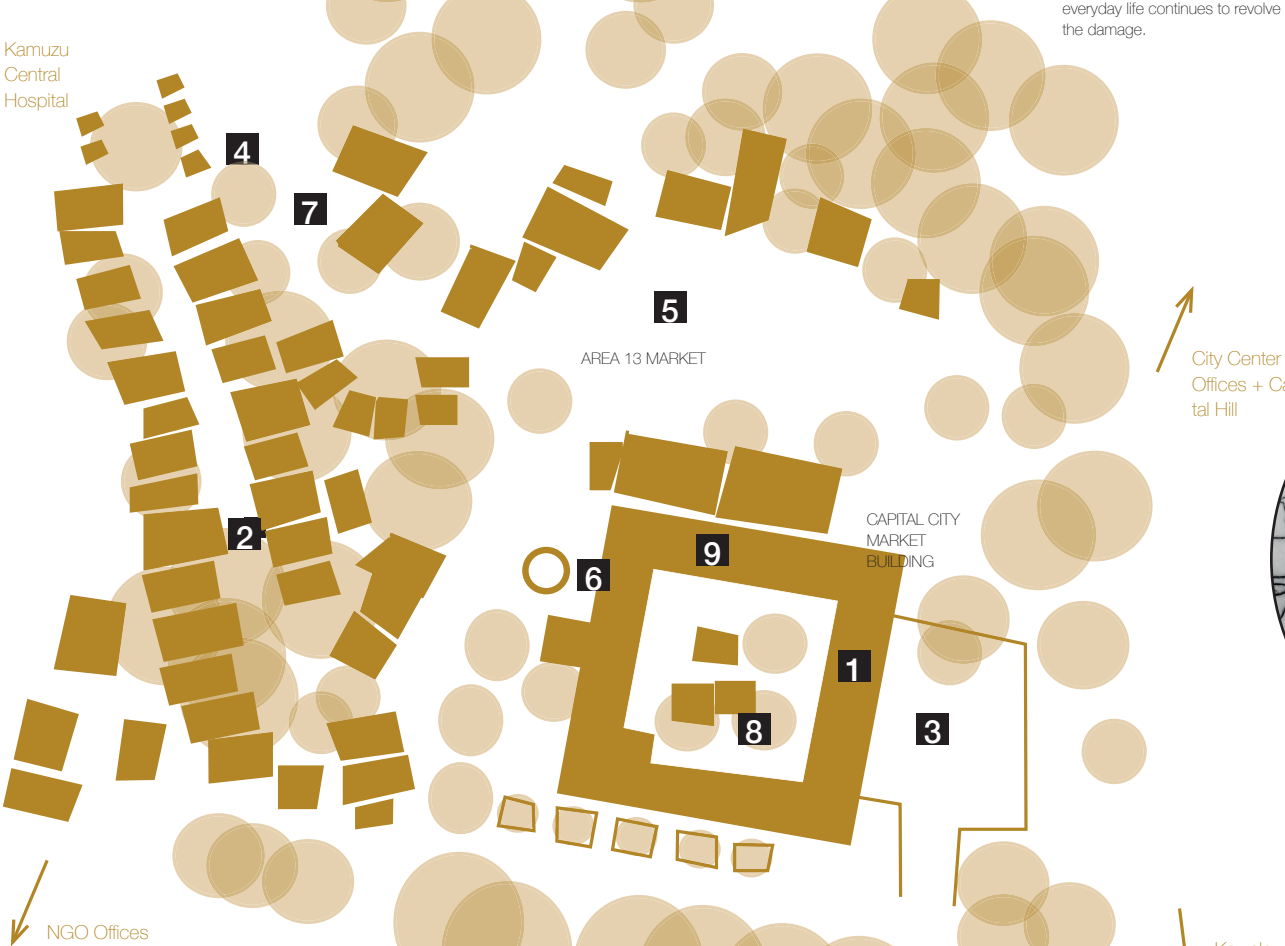 everyday life continues to revolve
the damage.
Kamuzu
Central
Hospital
4
7
5
AREA 13 MARKET
City Center
Offices + Ca
tal Hill
CAPITAL CITY
MARKET
BUILDING
2
9
6
1
8
3
NGO Offices